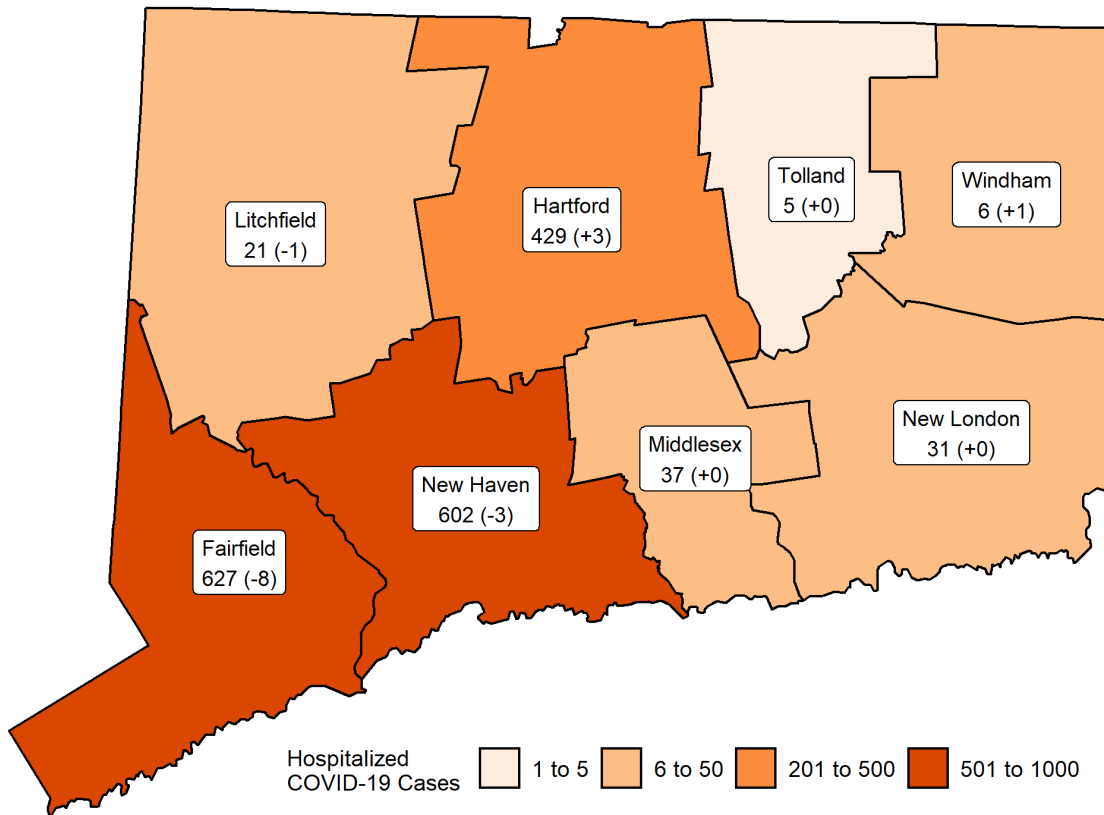 Tolland
5 (+0)
Windham
6 (+1)
Litchfield
21 (-1)
Hartford
429 (+3)
New London
31 (+0)
Middlesex
37 (+0)
New Haven
602 (-3)
Fairfield
627 (-8)
Hospitalized
COVID-19 Cases
1 to 5
6 to 50
201 to 500
501 to 1000